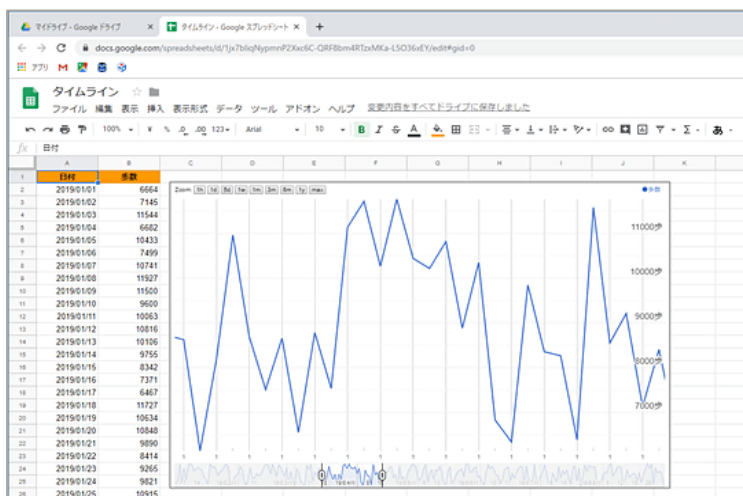 マイドライブ - Google ドライブ × タイムライン - Google スプレッドシート × +
docs.google.com/spreadsheets/d/1jx7bliqNypmnP2Xxc6C-QRF8bm4RTzxMKa-L5O36xEY/edit#gid=0
アプリ
タイムライン
ファイル 編集 表示 挿入 表示形式 データ ツール アドオン ヘルプ 変更内容をすべてドライブに保存しました
100% ¥ % .0 .00 123 Arial 10 B I S A あ
fx 日付
A B C D E F G H I J K
1 日付 歩数
2 2019/01/01 6664
3 2019/01/02 7145
4 2019/01/03 11544
5 2019/01/04 6682
6 2019/01/05 10433
7 2019/01/06 7499
8 2019/01/07 10741
9 2019/01/08 11927
10 2019/01/09 11500
11 2019/01/10 9600
12 2019/01/11 10063
13 2019/01/12 10816
14 2019/01/13 10106
15 2019/01/14 9755
16 2019/01/15 8342
17 2019/01/16 7371
18 2019/01/17 6467
19 2019/01/18 11727
20 2019/01/19 10634
21 2019/01/20 10848
22 2019/01/21 9890
23 2019/01/22 8414
24 2019/01/23 9265
25 2019/01/24 9821
26 2019/01/25 10915
Zoom 1h 1d 5d 1w 1m 3m 6m 1y max
歩数
11000歩
10000歩
9000歩
8000歩
7000歩